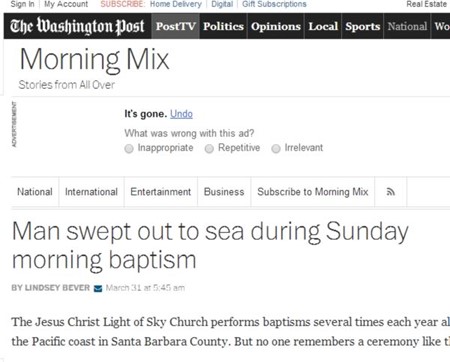 Sign In My Account SUBSCRIBE: Home Delivery Digital Gift Subscriptions Real Estate
The Washington Post PostTV Politics Opinions Local Sports National Wo
Morning Mix
Stories from All Over
ADVERTISEMENT
It's gone. Undo
What was wrong with this ad?
Inappropriate Repetitive Irrelevant
National International Entertainment Business Subscribe to Morning Mix
Man swept out to sea during Sunday
morning baptism
BY LINDSEY BEVER March 31 at 5:45 am
The Jesus Christ Light of Sky Church performs baptisms several times each year al
the Pacific coast in Santa Barbara County. But no one remembers a ceremony like th